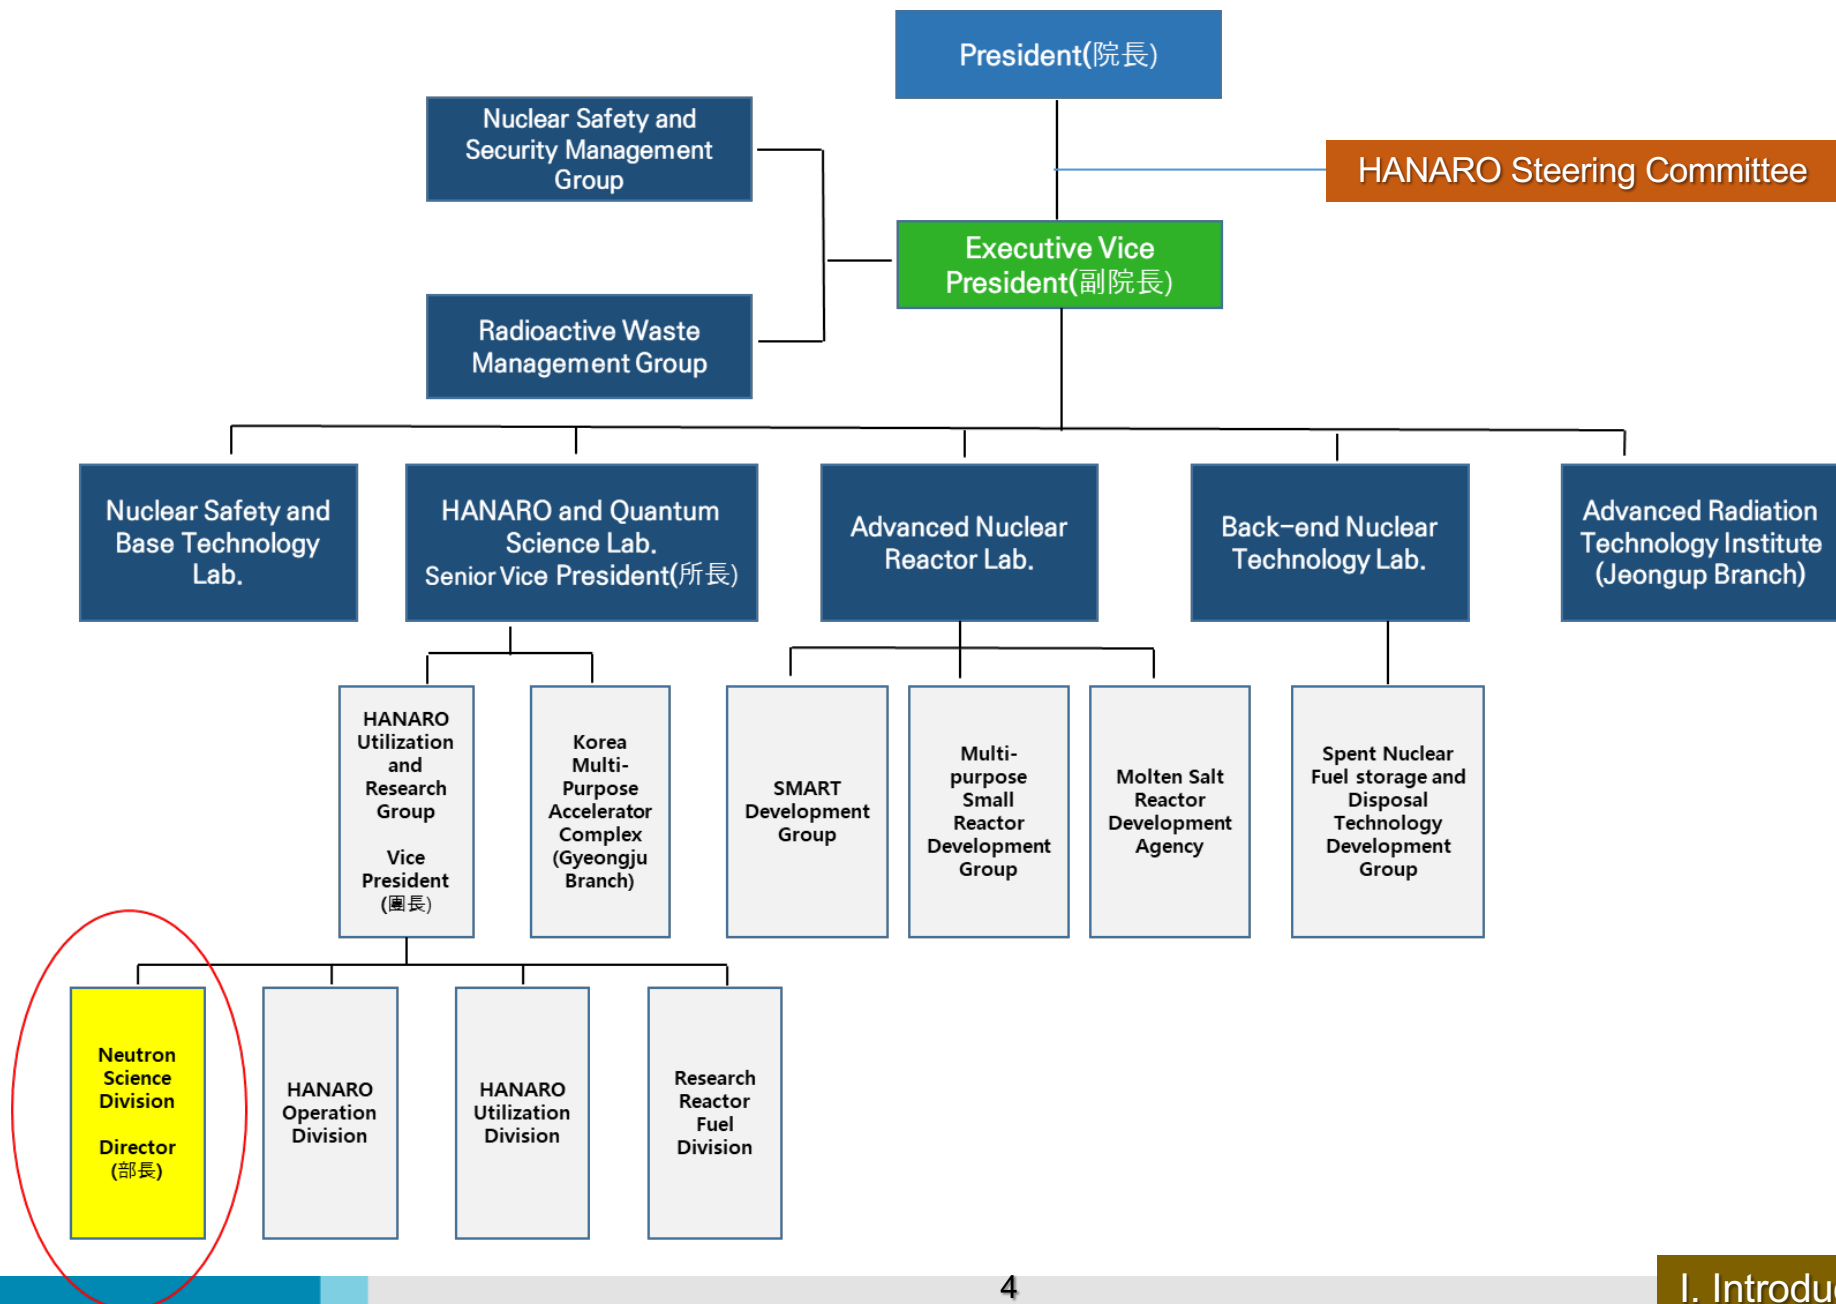 President(院長)
Nuclear Safety and
Security Management
Group
HANARO Steering Committee
Executive Vice
President(副院長)
Radioactive Waste
Management Group
Nuclear Safety and
Base Technology
Lab.
HANARO and Quantum
Science Lab.
Senior Vice President(所長)
Advanced Nuclear
Reactor Lab.
Back-end Nuclear
Technology Lab.
Advanced Radiation
Technology Institute
(Jeongup Branch)
HANARO
Utilization
and
Research
Group
Vice
President
(團長)
Korea
Multi-
Purpose
Accelerator
Complex
(Gyeongju
Branch)
SMART
Development
Group
Multi-
purpose
Small
Reactor
Development
Group
Molten Salt
Reactor
Development
Agency
Spent Nuclear
Fuel storage and
Disposal
Technology
Development
Group
Neutron
Science
Division
Director
(部長)
HANARO
Operation
Division
HANARO
Utilization
Division
Research
Reactor
Fuel
Division
4
I.